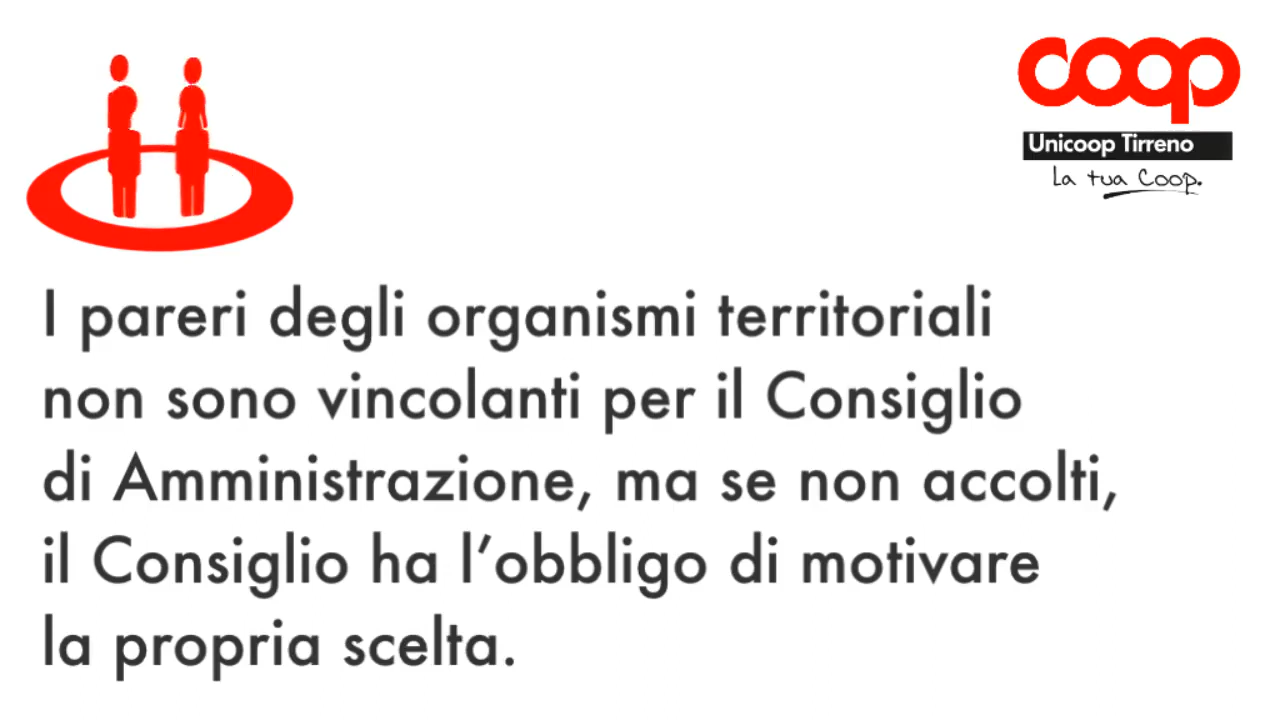 coop
Unicoop Tirreno
La tua Coop.
I pareri degli organismi territoriali
non sono vincolanti per il Consiglio
di Amministrazione, ma se non accolti,
il Consiglio ha l’obbligo di motivare
la propria scelta.